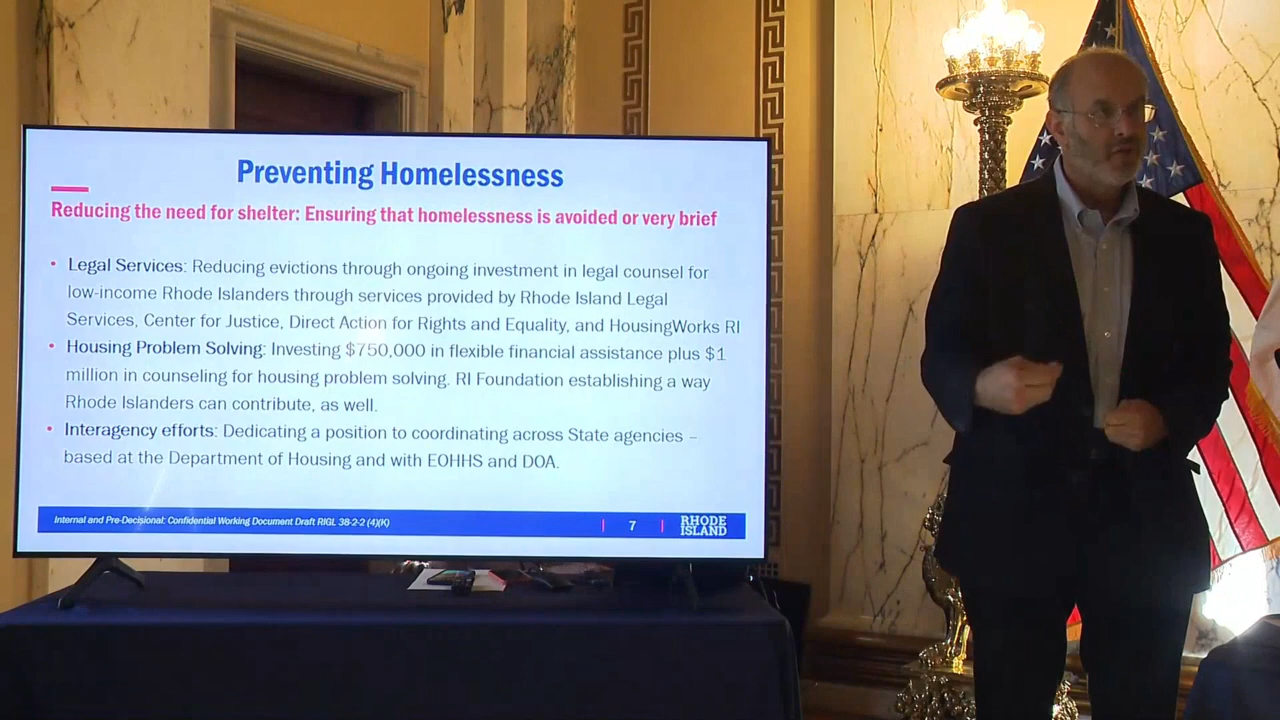 Preventing Homelessness
Reducing the need for shelter: Ensuring that homelessness is avoided or very brief
• Legal Services: Reducing evictions through ongoing investment in legal counsel for
low-income Rhode Islanders through services provided by Rhode Island Legal
Services, Center for Justice, Direct Action for Rights and Equality, and HousingWorks RI
• Housing Problem Solving: Investing $750,000 in flexible financial assistance plus $1
million in counseling for housing problem solving. RI Foundation establishing a way
Rhode Islanders can contribute, as well.
• Interagency efforts: Dedicating a position to coordinating across State agencies –
based at the Department of Housing and with EOHHS and DOA.
Internal and Pre-Decisional: Confidential Working Document Draft RIGL 38-2-2 (4)(K)
| 7 |
RHODE
ISLAND